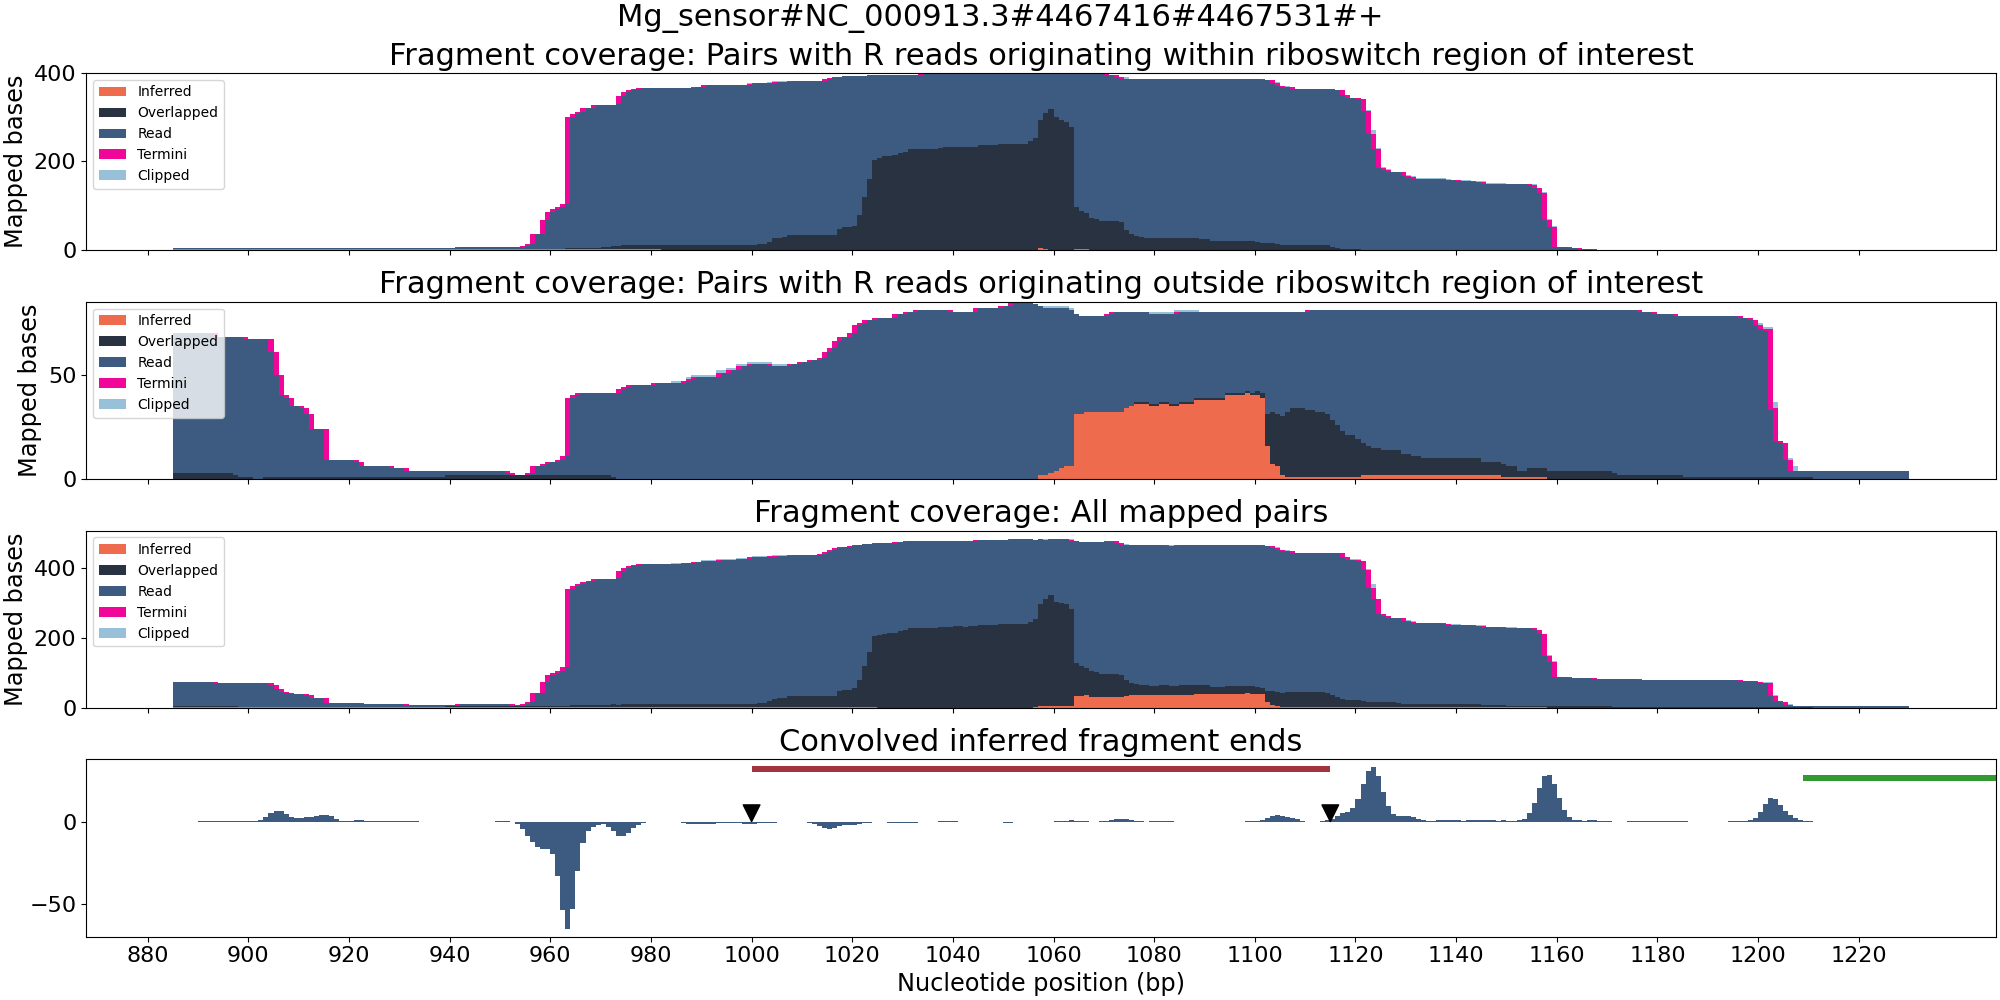 Mg_sensor#NC_000913.3#4467416#4467531#+
Fragment coverage: Pairs with R reads originating within riboswitch region of interest
Mapped bases
400
200
0
Inferred
Overlapped
Read
Termini
Clipped
Fragment coverage: Pairs with R reads originating outside riboswitch region of interest
Mapped bases
50
0
Inferred
Overlapped
Read
Termini
Clipped
Fragment coverage: All mapped pairs
Mapped bases
400
200
0
Inferred
Overlapped
Read
Termini
Clipped
Convolved inferred fragment ends
0
−50
880 900 920 940 960 980 1000 1020 1040 1060 1080 1100 1120 1140 1160 1180 1200 1220
Nucleotide position (bp)